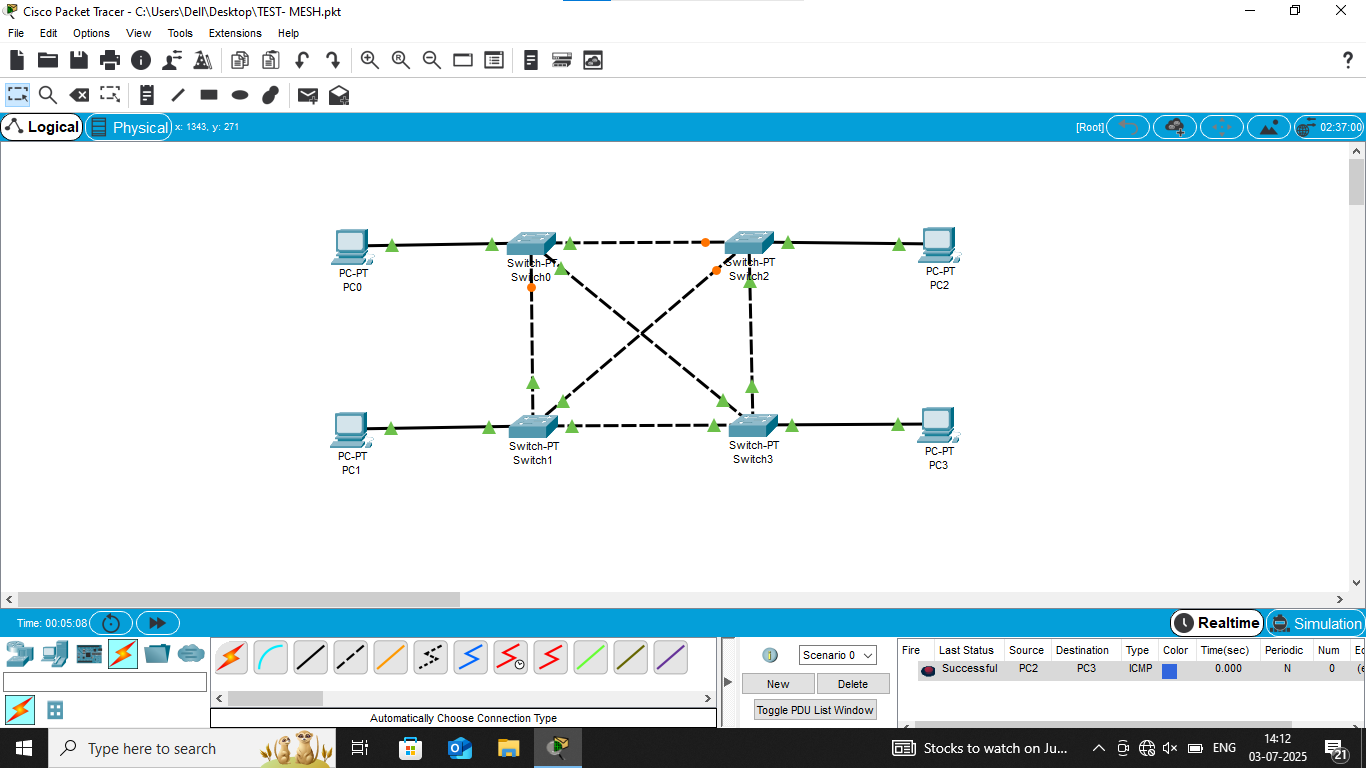 Cisco Packet Tracer - C:\Users\Dell\Desktop\TEST- MESH.pkt
File Edit Options View Tools Extensions Help
?
Logical Physical x: 1343, y: 271 [Root] 02:37:00
PC-PT
PC0
Switch-PT
Switch0
Switch-PT
Switch2
PC-PT
PC2
PC-PT
PC1
Switch-PT
Switch1
Switch-PT
Switch3
PC-PT
PC3
Time: 00:05:08 Realtime Simulation
Scenario 0
New Delete
Toggle PDU List Window
Fire Last Status Source Destination Type Color Time(sec) Periodic Num Ec
Successful PC2 PC3 ICMP 0.000 N 0 (e
Automatically Choose Connection Type
Type here to search
Stocks to watch on Ju...
ENG
14:12
03-07-2025
21